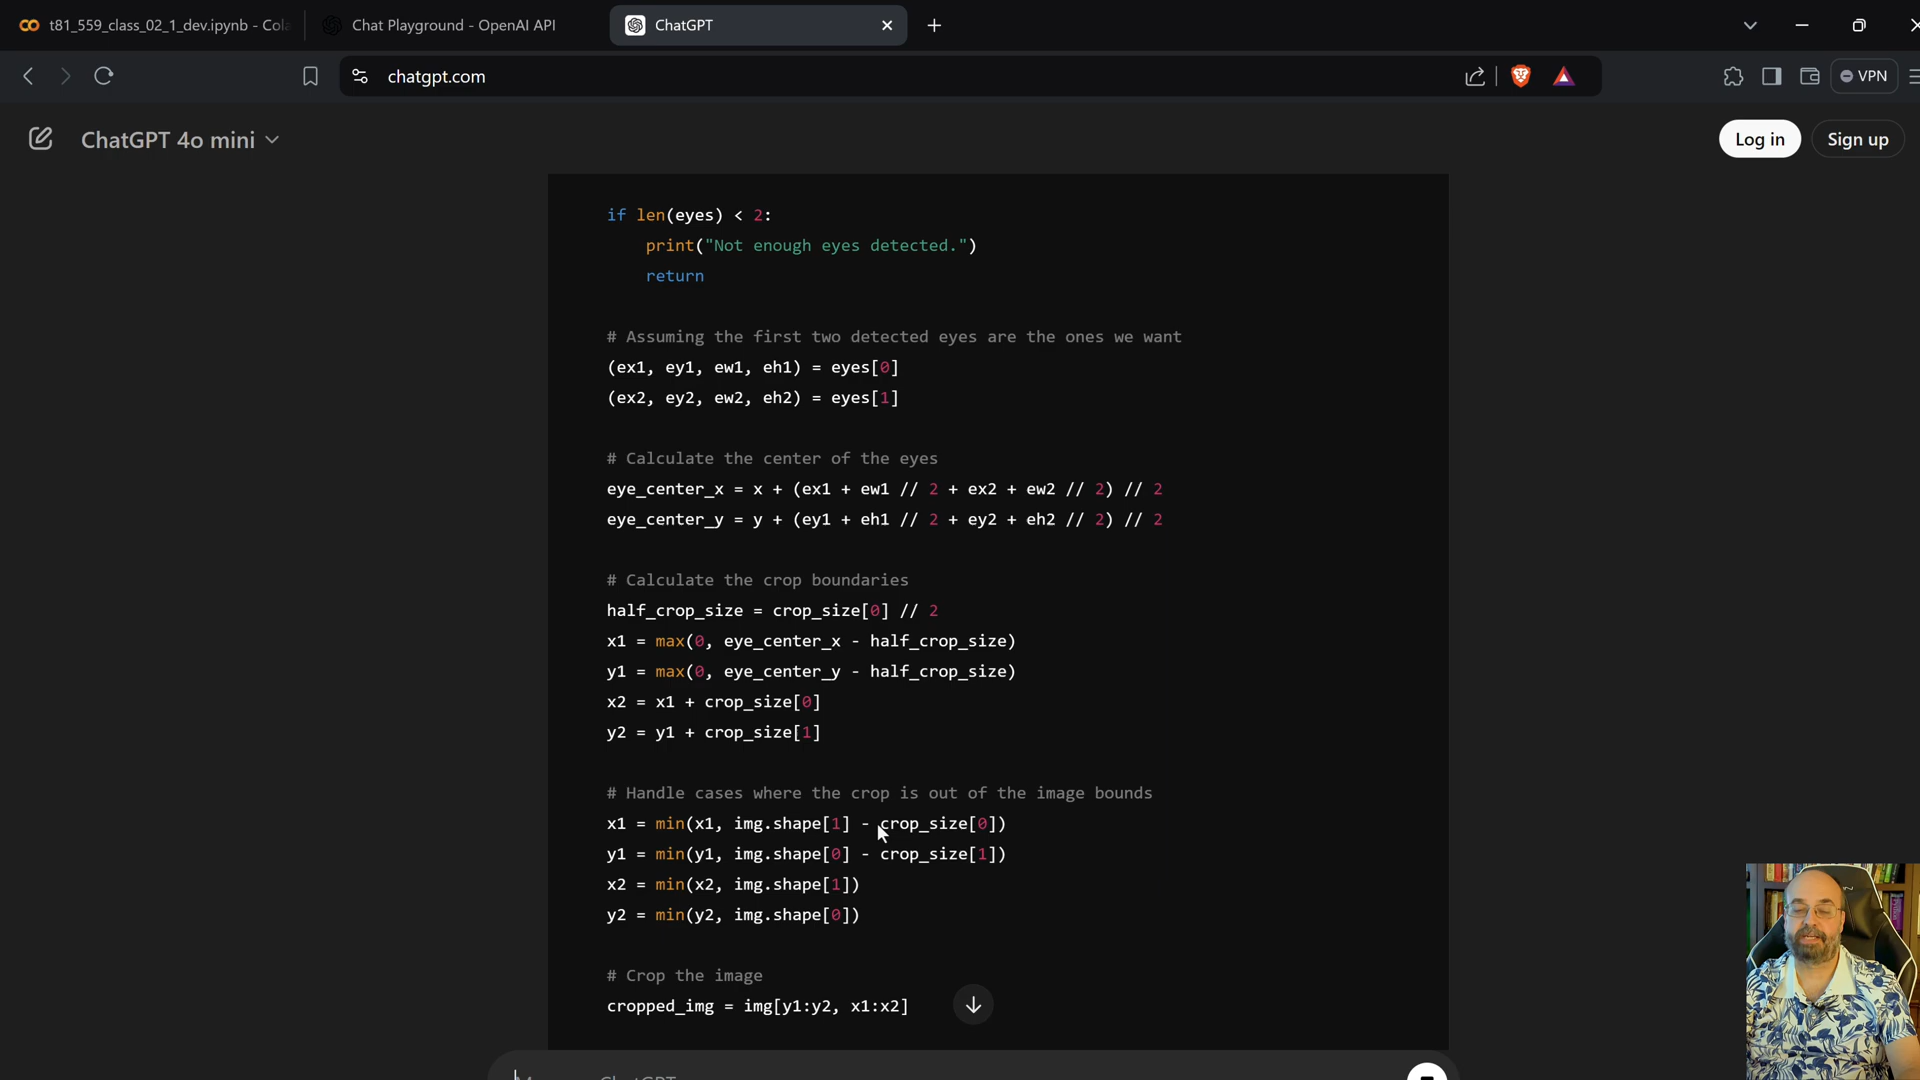 t81_559_class_02_1_dev.ipynb - Cola
Chat Playground - OpenAI API
ChatGPT
chatgpt.com
VPN
ChatGPT 4o mini
Log in
Sign up
if len(eyes) < 2:
print("Not enough eyes detected.")
return
# Assuming the first two detected eyes are the ones we want
(ex1, ey1, ew1, eh1) = eyes[0]
(ex2, ey2, ew2, eh2) = eyes[1]
# Calculate the center of the eyes
eye_center_x = x + (ex1 + ew1 // 2 + ex2 + ew2 // 2) // 2
eye_center_y = y + (ey1 + eh1 // 2 + ey2 + eh2 // 2) // 2
# Calculate the crop boundaries
half_crop_size = crop_size[0] // 2
x1 = max(0, eye_center_x - half_crop_size)
y1 = max(0, eye_center_y - half_crop_size)
x2 = x1 + crop_size[0]
y2 = y1 + crop_size[1]
# Handle cases where the crop is out of the image bounds
x1 = min(x1, img.shape[1] - crop_size[0])
y1 = min(y1, img.shape[0] - crop_size[1])
x2 = min(x2, img.shape[1])
y2 = min(y2, img.shape[0])
# Crop the image
cropped_img = img[y1:y2, x1:x2]